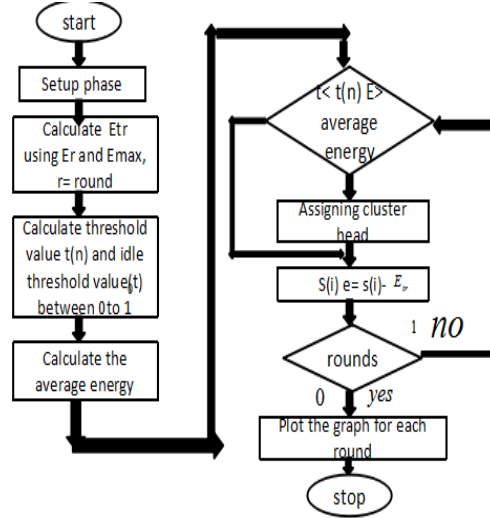 start
Setup phase
Calculate Etr
using Er and Emax,
r= round
Calculate threshold
value t(n) and idle
threshold value(t)
between 0to 1
Calculate the
average energy
t< t(n) E>
average
energy
Assigning cluster
head
S(i) e= s(i)-
rounds
1 no
0 yes
Plot the graph for each
round
stop